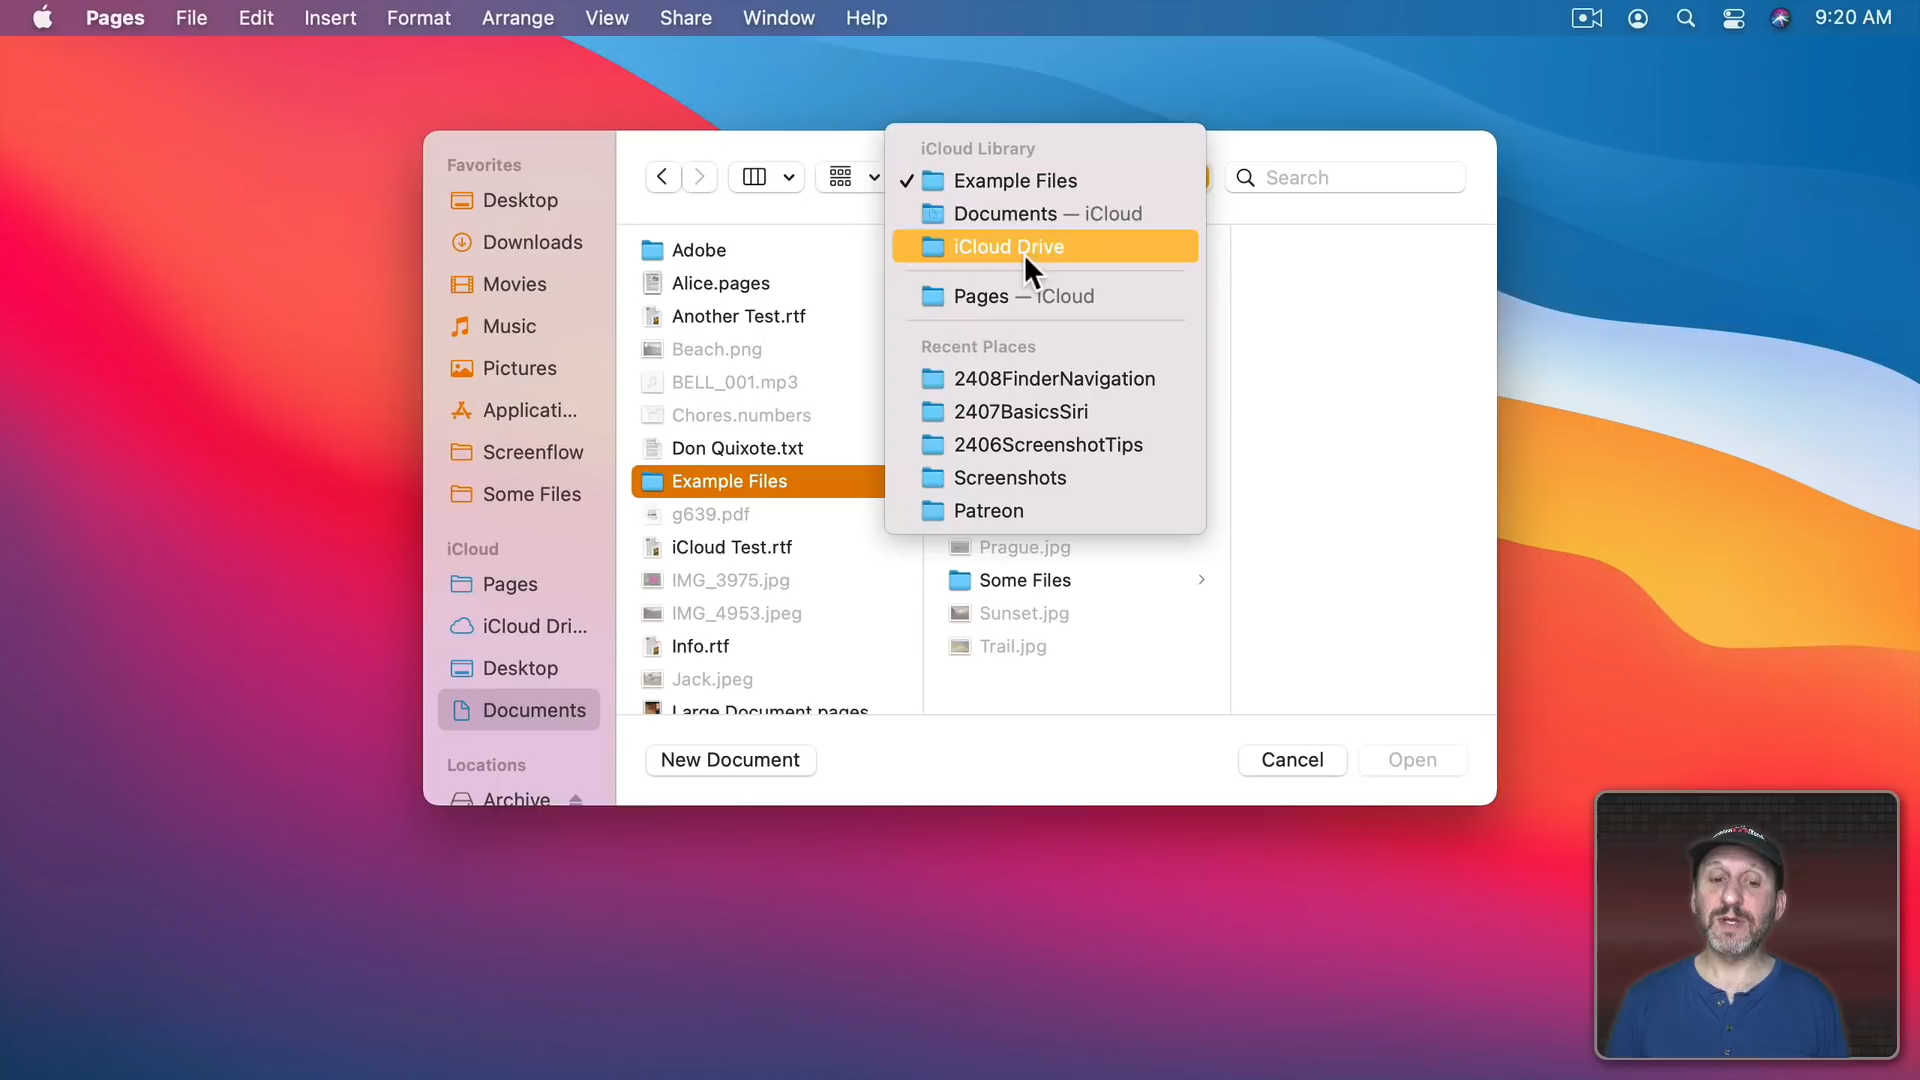 Pages File Edit Insert Format Arrange View Share Window Help 9:20 AM
Favorites
Desktop
Downloads
Movies
Music
Pictures
Applicati...
Screenflow
Some Files
iCloud
Pages
iCloud Dri...
Desktop
Documents
Locations
Archive
Search
iCloud Library
Example Files
Documents — iCloud
iCloud Drive
Pages — iCloud
Recent Places
2408FinderNavigation
2407BasicsSiri
2406ScreenshotTips
Screenshots
Patreon
Adobe
Alice.pages
Another Test.rtf
Beach.png
BELL_001.mp3
Chores.numbers
Don Quixote.txt
Example Files
g639.pdf
iCloud Test.rtf
IMG_3975.jpg
IMG_4953.jpeg
Info.rtf
Jack.jpeg
Large Document.pages
Prague.jpg
Some Files
Sunset.jpg
Trail.jpg
New Document
Cancel
Open